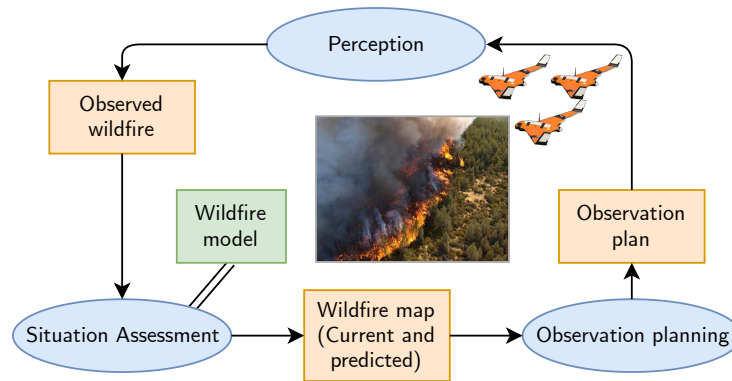 Perception
Observed
wildfire
Wildfire
model
Observation
plan
Situation Assessment
Wildfire map
(Current and
predicted)
Observation planning